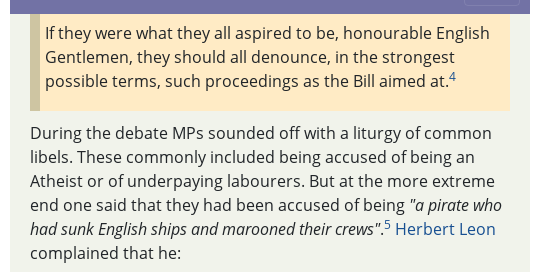 If they were what they all aspired to be, honourable English
Gentlemen, they should all denounce, in the strongest
possible terms, such proceedings as the Bill aimed at.4
During the debate MPs sounded off with a liturgy of common
libels. These commonly included being accused of being an
Atheist or of underpaying labourers. But at the more extreme
end one said that they had been accused of being "a pirate who
had sunk English ships and marooned their crews".5 Herbert Leon
complained that he: